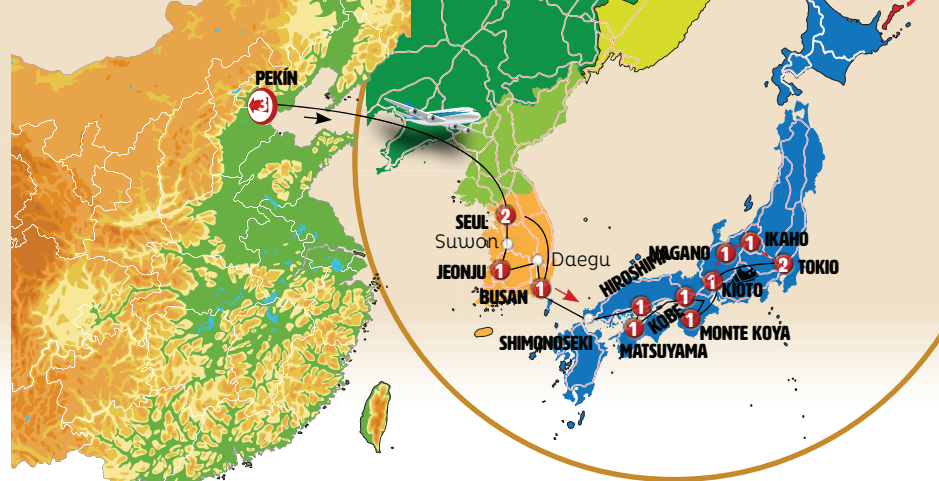 PEKÍN
3
SEUL
2
Suwon
JEONJU
1
Daegu
BUSAN
1
SHIMONOSEKI
HIROSHIMA
1
MATSUYAMA
1
KOBE
1
MONTE KOYA
1
KIOTO
1
NAGANO
1
IKAHO
1
TOKIO
2